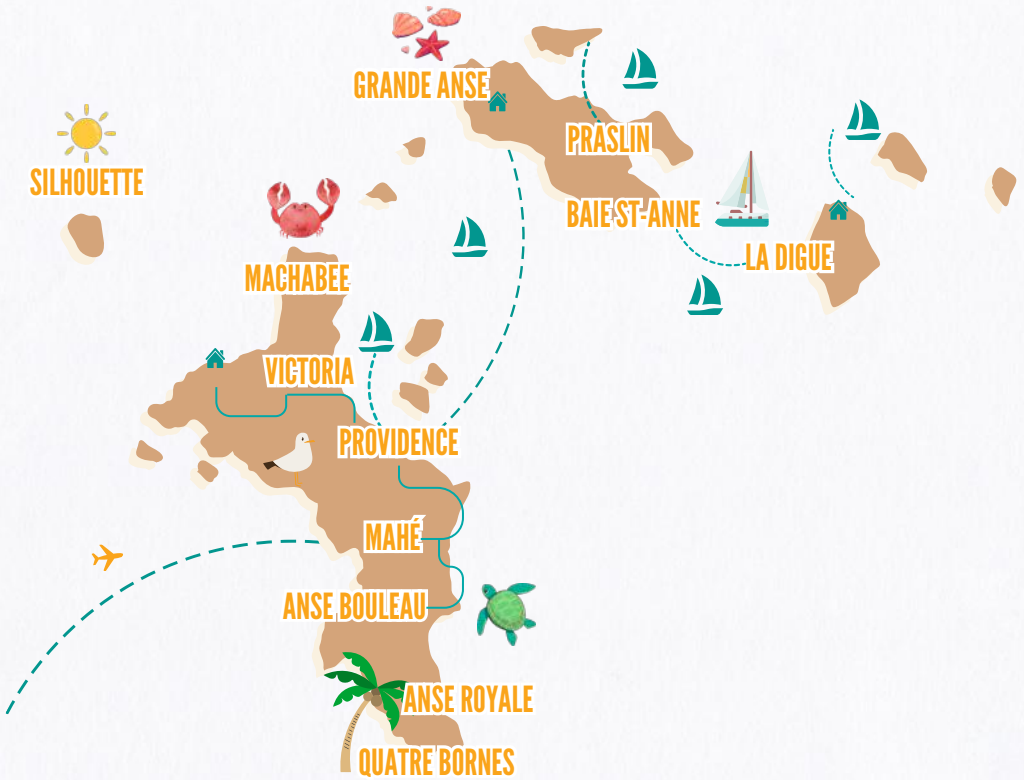 GRANDE ANSE
PRASLIN
SILHOUETTE
BAIE ST-ANNE
LA DIGUE
MACHABEE
VICTORIA
PROVIDENCE
MAHÉ
ANSE BOULEAU
ANSE ROYALE
QUATRE BORNES